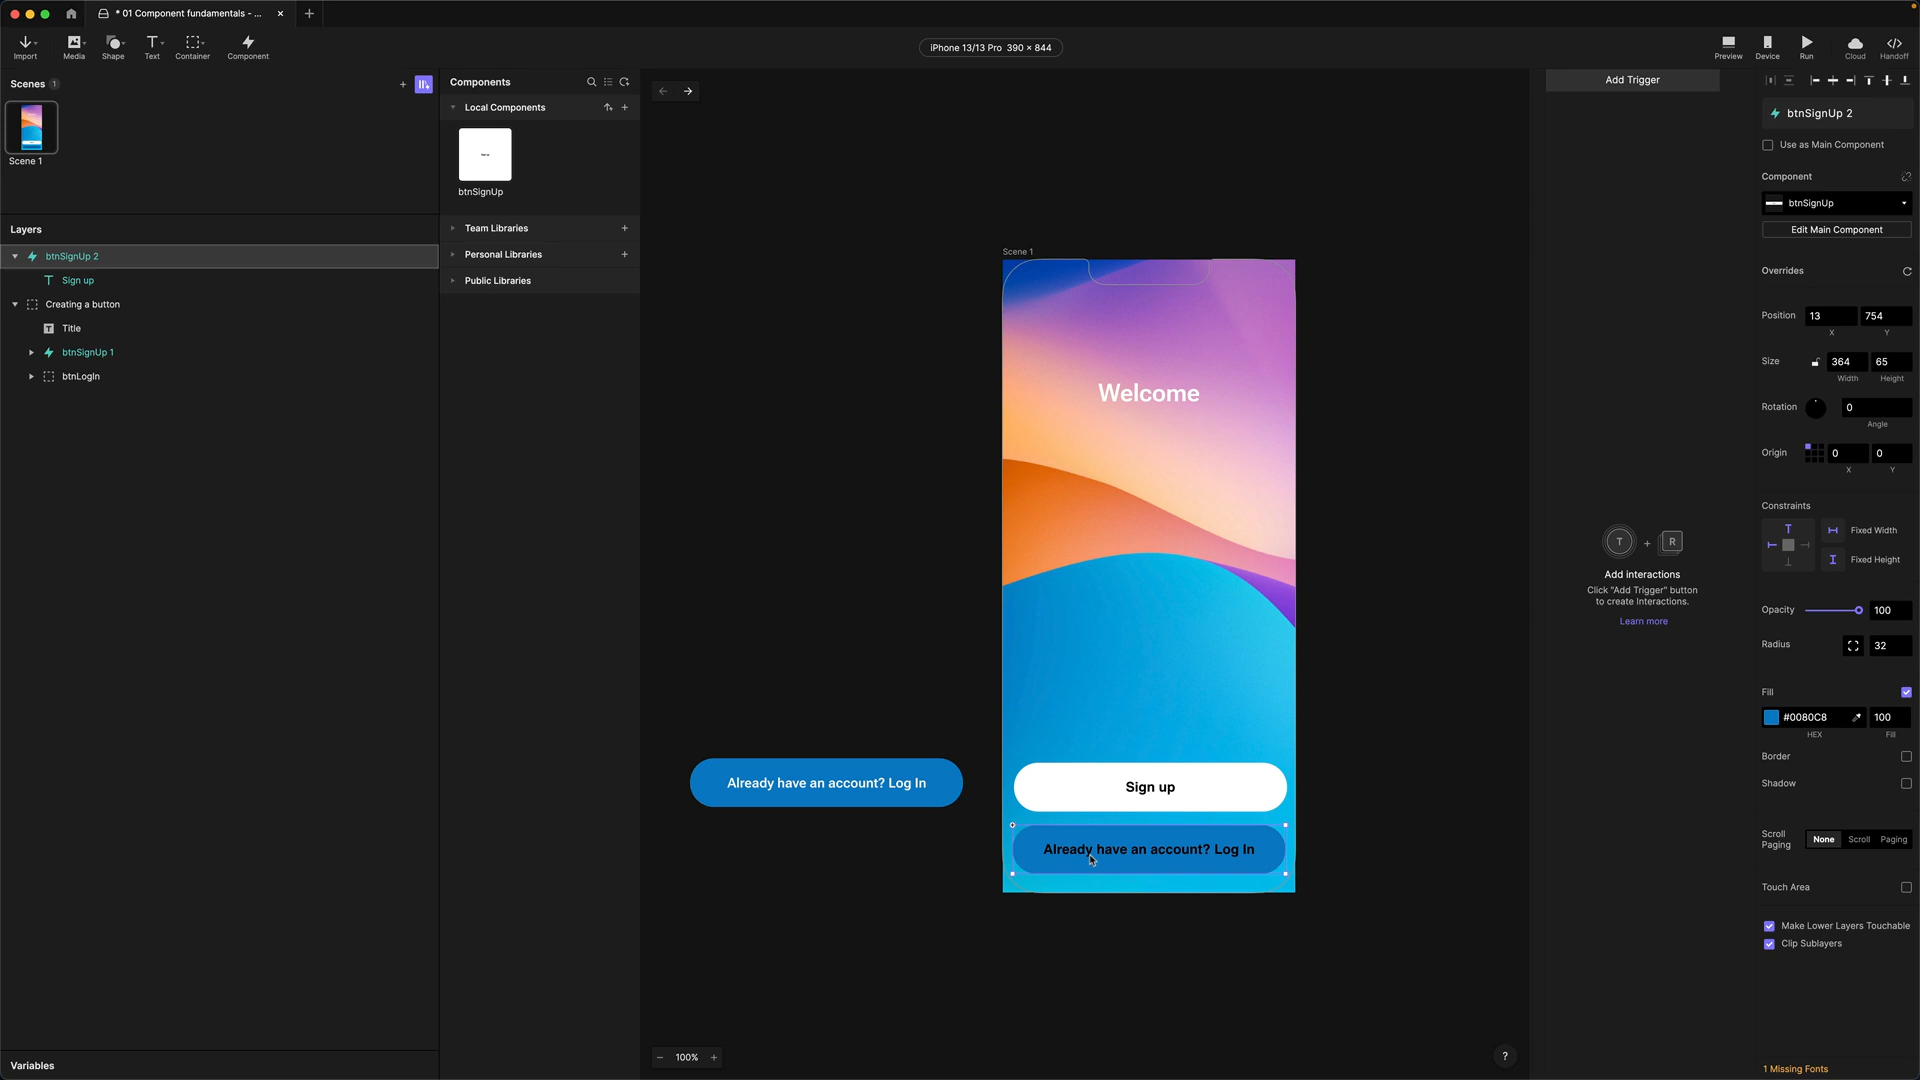 * 01 Component fundamentals - ...
Import
Media
Shape
Text
Container
Component
iPhone 13/13 Pro 390 × 844
Preview
Device
Run
Cloud
Handoff
Scenes 1
Scene 1
Layers
btnSignUp 2
Sign up
Creating a button
Title
btnSignUp 1
btnLogIn
Variables
Components
Local Components
btnSignUp
Team Libraries
Personal Libraries
Public Libraries
Scene 1
Welcome
Already have an account? Log In
Sign up
Already have an account? Log In
100%
?
Add Trigger
T + R
Add interactions
Click "Add Trigger" button
to create Interactions.
Learn more
btnSignUp 2
Use as Main Component
Component
btnSignUp
Edit Main Component
Overrides
Position 13 754
X Y
Size 364 65
Width Height
Rotation 0
Angle
Origin 0 0
X Y
Constraints
Fixed Width
Fixed Height
Opacity 100
Radius 32
Fill
#0080C8 100
HEX Fill
Border
Shadow
Scroll
Paging
None Scroll Paging
Touch Area
Make Lower Layers Touchable
Clip Sublayers
1 Missing Fonts